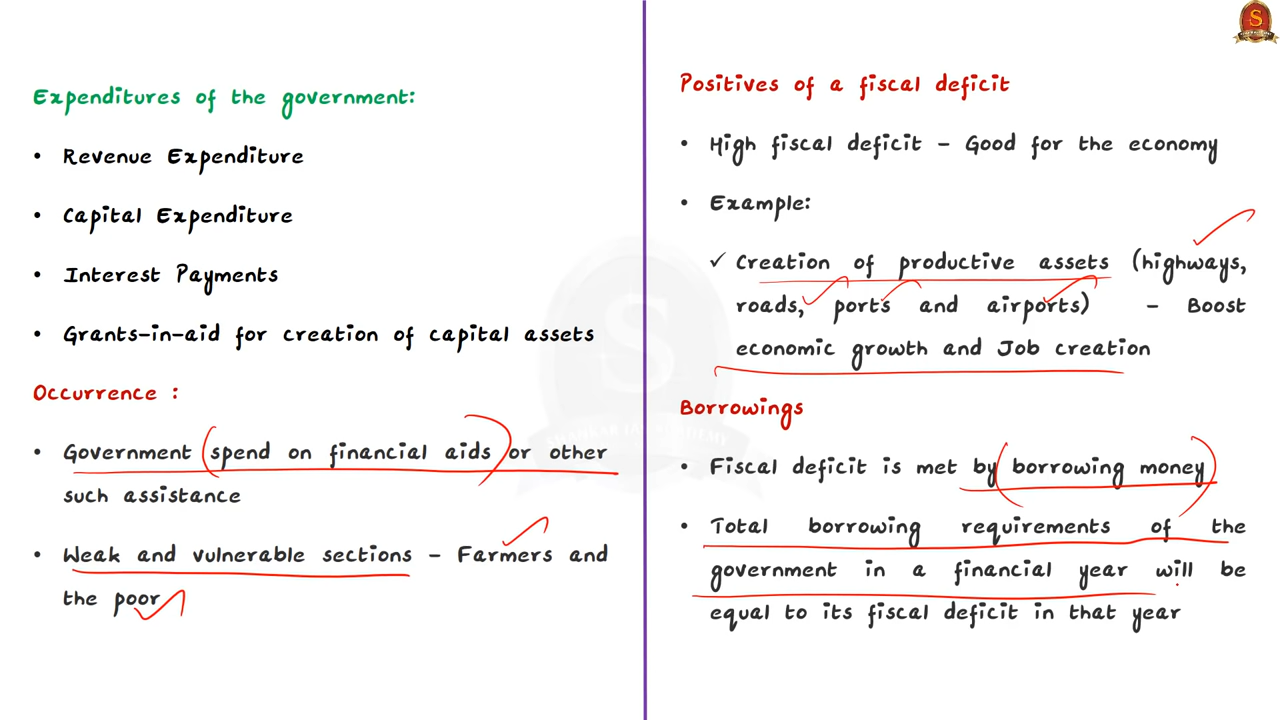 Expenditures of the government:
• Revenue Expenditure
• Capital Expenditure
• Interest Payments
• Grants-in-aid for creation of capital assets
Occurrence :
• Government (spend on financial aids) or other
such assistance
• Weak and vulnerable sections - Farmers and
the poor
Positives of a fiscal deficit
• High fiscal deficit - Good for the economy
• Example:
✓ Creation of productive assets (highways,
roads, ports and airports) - Boost
economic growth and Job creation
Borrowings
• Fiscal deficit is met by (borrowing money)
• Total borrowing requirements of the
government in a financial year will be
equal to its fiscal deficit in that year
S